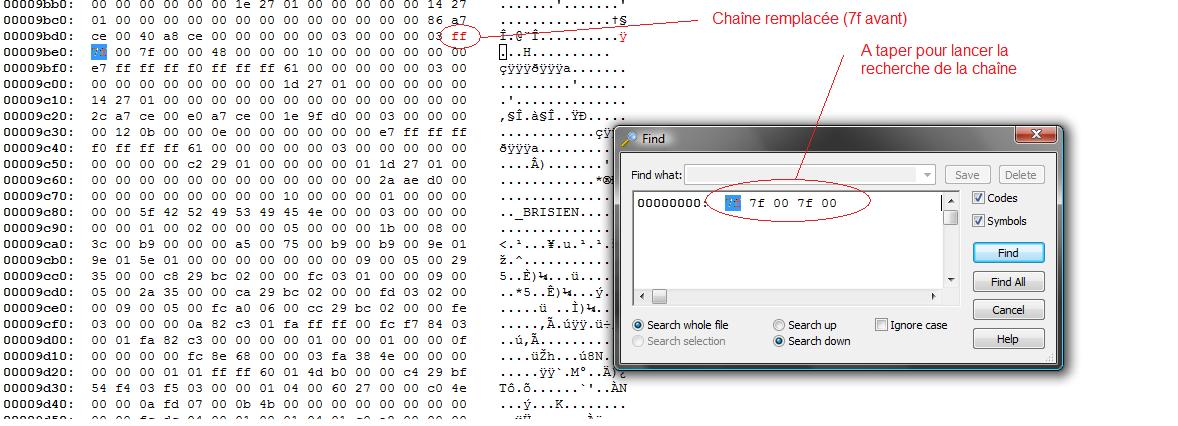 00009bb0: 00 00 00 00 00 00 1e 27 01 00 00 00 00 00 14 27 .......'.......'
00009bc0: 01 00 00 00 00 00 00 00 00 00 00 00 00 00 86 a7 ..............†§
00009bd0: ce 00 40 a8 ce 00 00 00 00 00 03 00 00 00 03 ff Î.@¨Î..........ÿ
00009be0: 7f 00 7f 00 00 48 00 00 00 10 00 00 00 00 00 00 .....H..........
00009bf0: e7 ff ff ff f0 ff ff ff 61 00 00 00 00 00 03 00 çÿÿÿðÿÿÿa.......
00009c00: 00 00 00 00 00 00 00 00 1d 27 01 00 00 00 00 00 .........'......
00009c10: 14 27 01 00 00 00 00 00 00 00 00 00 00 00 00 00 .'..............
00009c20: 2c a7 ce 00 e0 a7 ce 00 1e 9f d0 00 03 00 00 00 ,§Î.à§Î..ŸÐ.....
00009c30: 00 12 0b 00 00 0e 00 00 00 00 00 00 e7 ff ff ff
00009c40: f0 ff ff ff 61 00 00 00 00 00 00 00 00 00 00 00 ðÿÿÿa...........
00009c50: 00 00 00 00 c2 29 01 00 00 00 00 01 1d 27 01 00
00009c60: 00 00 00 00 00 00 00 00 00 00 00 00 2a ae d0 00
00009c70: 00 00 00 01 00 00 00 00 00 00 00 00 00 00 00 00
00009c80: 00 00 5f 42 52 49 53 49 45 4e 00 00 03 00 00 00 .._BRISIEN......
00009c90: 00 00 01 00 02 00 00 00 05 00 00 00 1b 00 08 00
00009ca0: 3c 00 b9 00 00 00 a5 00 75 00 b9 00 b9 00 9e 01
00009cb0: 9e 01 5e 01 00 00 00 00 00 00 00 09 00 05 00 29
00009cc0: 35 00 00 c8 29 bc 02 00 00 fc 03 01 00 00 09 00
00009cd0: 05 00 2a 35 00 00 ca 29 bc 02 00 00 fd 03 02 00
00009ce0: 00 09 00 05 00 fc a0 06 00 cc 29 bc 02 00 00 fe
00009cf0: 03 00 00 00 0a 82 c3 01 fa ff ff 00 fc f7 84 03
00009d00: 00 01 fa 82 c3 00 00 00 00 01 00 00 01 00 00 0f
00009d10: 00 00 00 00 fc 8e 68 00 00 03 fa 38 4e 00 00 00
00009d20: 00 00 01 01 ff ff 60 01 4d b0 00 00 c4 29 bf
00009d30: 54 f4 03 f5 03 00 00 01 04 00 60 27 00 00 c0 4e
00009d40: 00 00 0a fd 07 00 0b 4b 00 00 00 00 00 00 00 00
Chaîne remplacée (7f avant)
A taper pour lancer la
recherche de la chaîne
Find
Find what:
Save
Delete
00000000: ff 7f 00 7f 00
Codes
Symbols
Find
Find All
Cancel
Help
Search whole file
Search selection
Search up
Search down
Ignore case